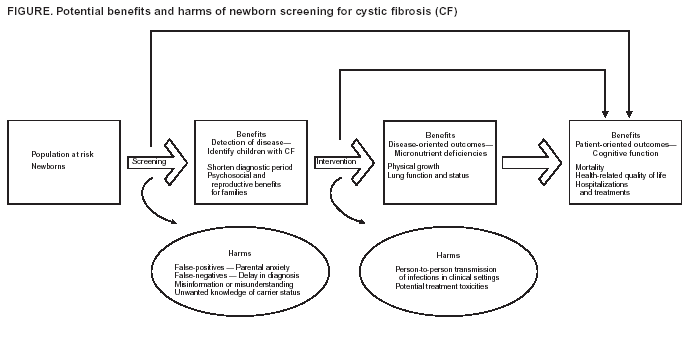 FIGURE. Potential benefits and harms of newborn screening for cystic fibrosis (CF)
Population at risk
Newborns
Screening
Benefits
Detection of disease—
Identify children with CF
Shorten diagnostic period
Psychosocial and
reproductive benefits
for families
Intervention
Benefits
Disease-oriented outcomes—
Micronutrient deficiencies
Physical growth
Lung function and status
Benefits
Patient-oriented outcomes—
Cognitive function
Mortality
Health-related quality of life
Hospitalizations
and treatments
Harms
False-positives — Parental anxiety
False-negatives — Delay in diagnosis
Misinformation or misunderstanding
Unwanted knowledge of carrier status
Harms
Person-to-person transmission
of infections in clinical settings
Potential treatment toxicities